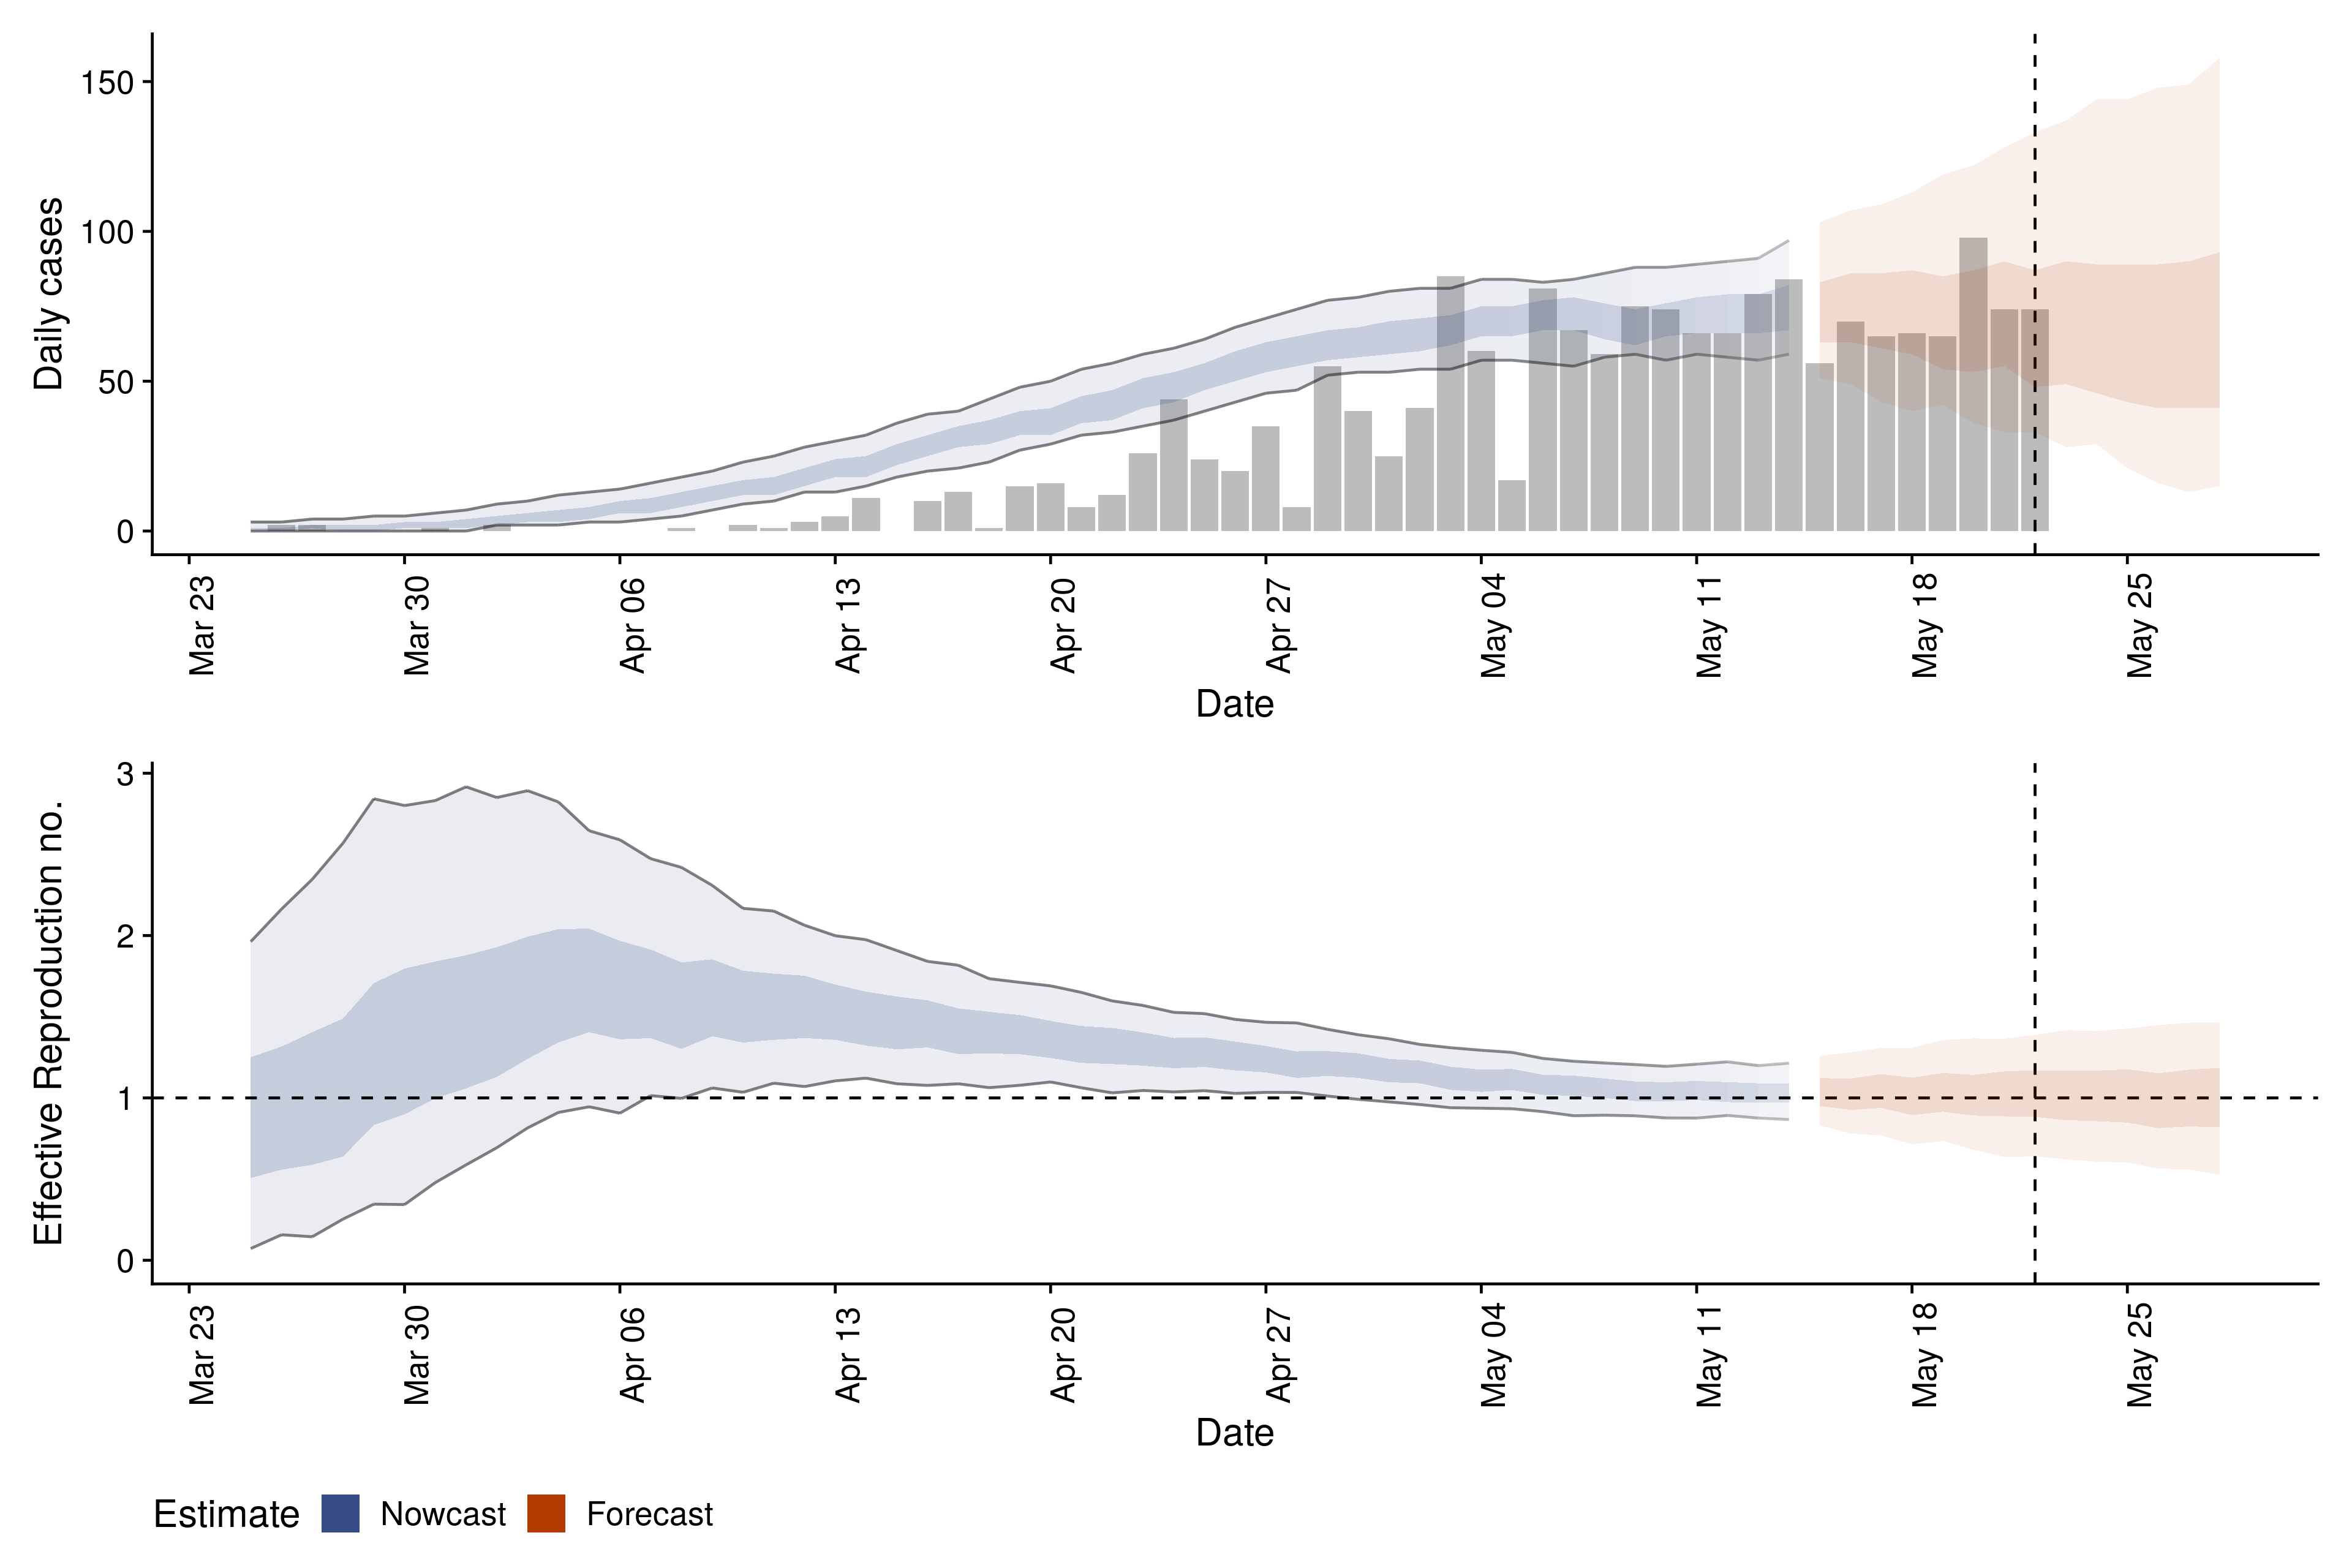 150
100
50
0
Daily cases
Mar 23
Mar 30
Apr 06
Apr 13
Apr 20
Apr 27
May 04
May 11
May 18
May 25
Date
3
2
1
0
Effective Reproduction no.
Mar 23
Mar 30
Apr 06
Apr 13
Apr 20
Apr 27
May 04
May 11
May 18
May 25
Date
Estimate Nowcast Forecast